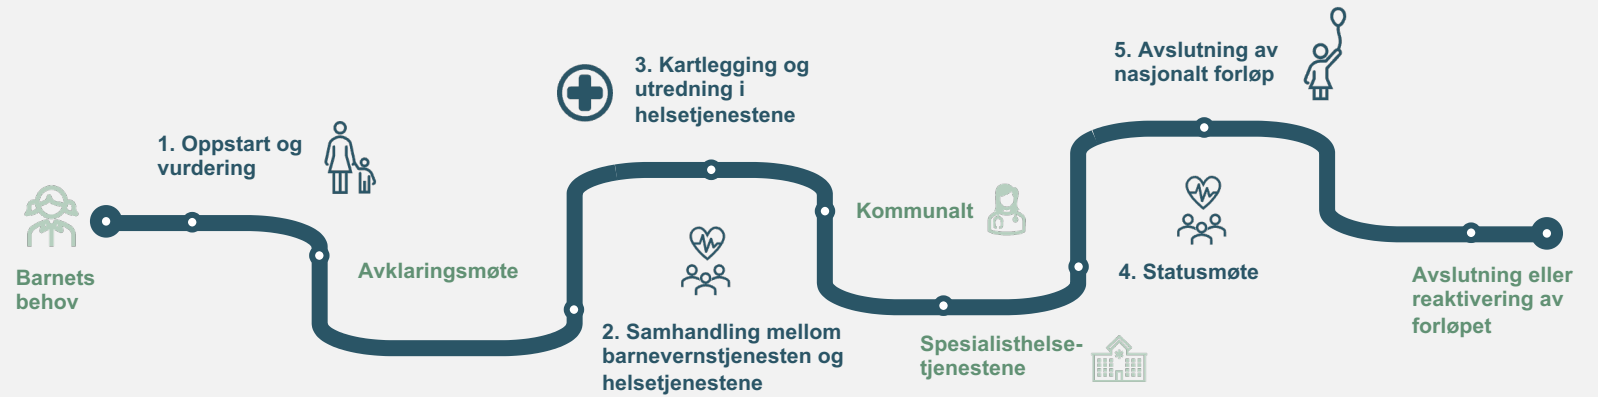 Barnets
behov
1. Oppstart og
vurdering
Avklaringsmøte
2. Samhandling mellom
barnevernstjenesten og
helsetjenestene
3. Kartlegging og
utredning i
helsetjenestene
Kommunalt
Spesialisthelse-
tjenestene
4. Statusmøte
5. Avslutning av
nasjonalt forløp
Avslutning eller
reaktivering av
forløpet